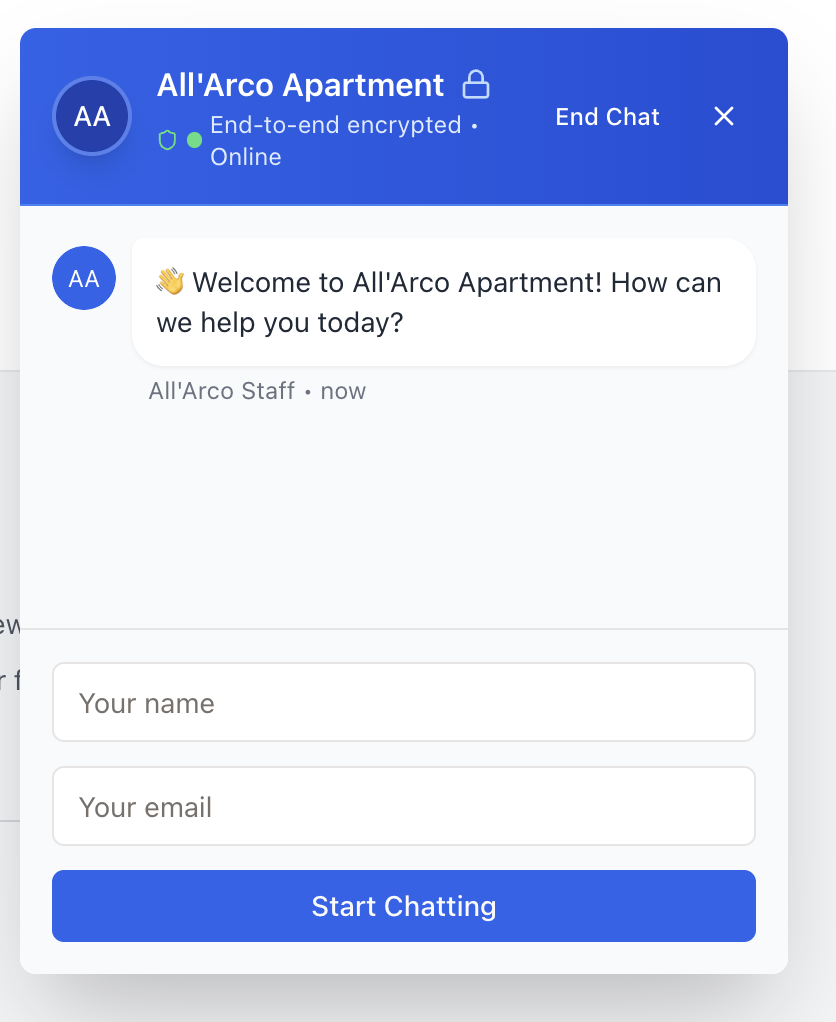 AA
All'Arco Apartment
End-to-end encrypted •
Online
End Chat
AA
👋 Welcome to All'Arco Apartment! How can
we help you today?
All'Arco Staff • now
Your name
Your email
Start Chatting